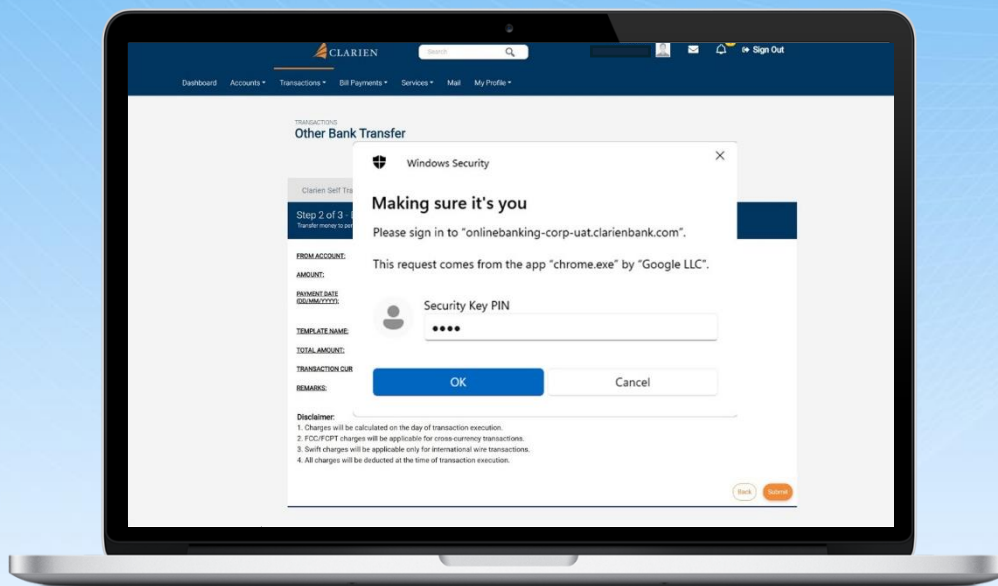 CLARIEN
Search
Sign Out
Dashboard
Accounts
Transactions
Bill Payments
Services
Mail
My Profile
TRANSACTIONS
Other Bank Transfer
Clarien Self
Step 2 of 3 -
Transfer money to
Windows Security
Making sure it's you
Please sign in to "onlinebanking-corp-uat.clarienbank.com".
This request comes from the app "chrome.exe" by "Google LLC".
Security Key PIN
OK
Cancel
FROM ACCOUNT:
AMOUNT:
PAYMENT DATE
(DD/MM/YYYY):
TEMPLATE NAME:
TOTAL AMOUNT:
TRANSACTION CUR
REMARKS:
Disclaimer:
1. Charges will be calculated on the day of transaction execution.
2. FCC/FCPT charges will be applicable for cross-currency transactions.
3. Swift charges will be applicable only for international wire transactions.
4. All charges will be deducted at the time of transaction execution.
Back
Submit